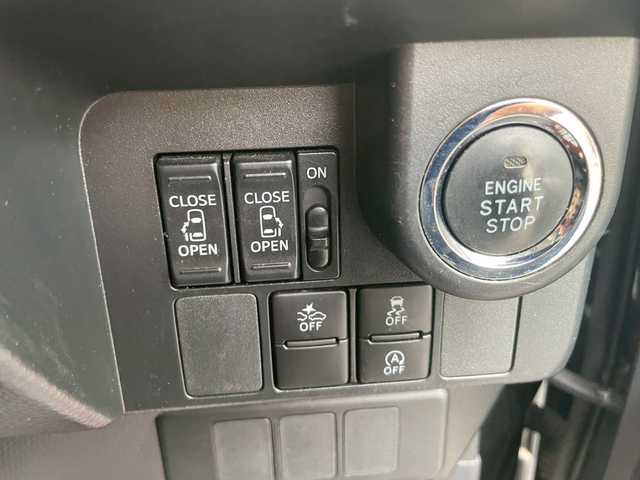 CLOSE
OPEN
CLOSE
OPEN
ON
ENGINE
START
STOP
OFF
OFF
A OFF